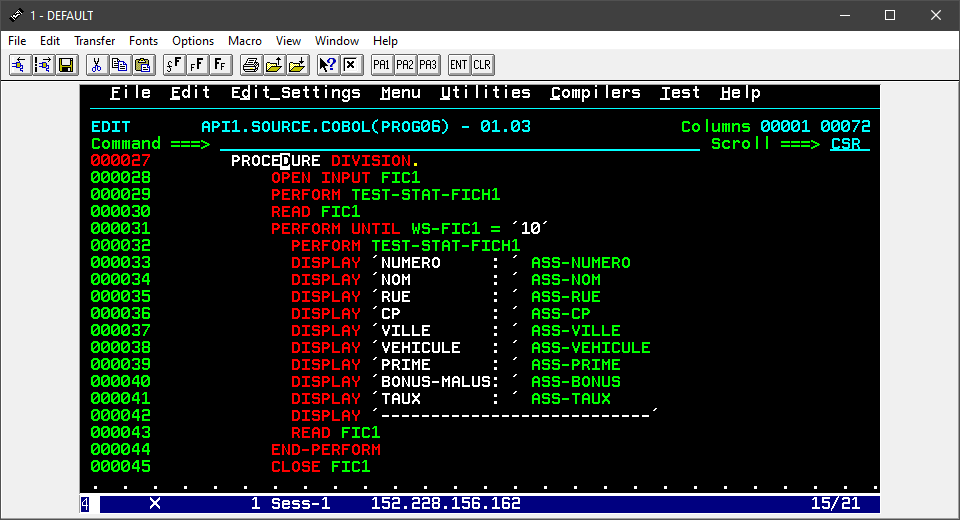 1 - DEFAULT
File Edit Transfer Fonts Options Macro View Window Help
PA1 PA2 PA3 ENT CLR
File Edit Edit_Settings Menu Utilities Compilers Test Help
EDIT API1.SOURCE.COBOL(PROG06) - 01.03 Columns 00001 00072
Command ===> Scroll ===> CSR
000027 PROCEDURE DIVISION.
000028 OPEN INPUT FIC1
000029 PERFORM TEST-STAT-FICH1
000030 READ FIC1
000031 PERFORM UNTIL WS-FIC1 = ´10´
000032 PERFORM TEST-STAT-FICH1
000033 DISPLAY ´NUMERO : ´ ASS-NUMERO
000034 DISPLAY ´NOM : ´ ASS-NOM
000035 DISPLAY ´RUE : ´ ASS-RUE
000036 DISPLAY ´CP : ´ ASS-CP
000037 DISPLAY ´VILLE : ´ ASS-VILLE
000038 DISPLAY ´VEHICULE : ´ ASS-VEHICULE
000039 DISPLAY ´PRIME : ´ ASS-PRIME
000040 DISPLAY ´BONUS-MALUS: ´ ASS-BONUS
000041 DISPLAY ´TAUX : ´ ASS-TAUX
000042 DISPLAY ´---------------------------´
000043 READ FIC1
000044 END-PERFORM
000045 CLOSE FIC1
. . . . . . . . . . . . . . . . . . . . . . . . . . . . . . . . . . . . . . . .
4 X 1 Sess-1 152.228.156.162 15/21